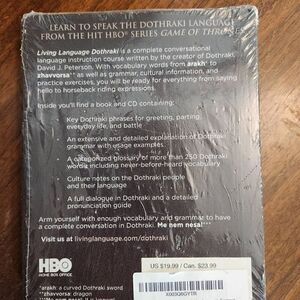 LEARN TO SPEAK THE DOTHRAKI LANGUAGE
FROM THE HIT HBO® SERIES GAME OF THRONES
Living Language Dothraki is a complete conversational
language instruction course written by the creator of Dothraki,
David J. Peterson. With vocabulary words from arakh* to
zhavvorsa** as well as grammar, cultural information, and
practice exercises, you will be ready for everything from saying
hello to horseback riding expressions.
Inside you'll find a book and CD containing:
Key Dothraki phrases for greeting, parting,
everyday life, and battle
An extensive and detailed explanation of Dothraki
grammar with usage examples
A categorized glossary of more than 250 Dothraki
words including never-before-heard vocabulary
Culture notes on the Dothraki people
and their language
A full dialogue in Dothraki and a detailed
pronunciation guide
Arm yourself with enough vocabulary and grammar to have
a complete conversation in Dothraki. Me nem nesa!***
Visit us at livinglanguage.com/dothraki
HBO
HOME BOX OFFICE
US $19.99 / Can. $23.99
*arakh: a curved Dothraki sword
**zhavvorsa: dragon